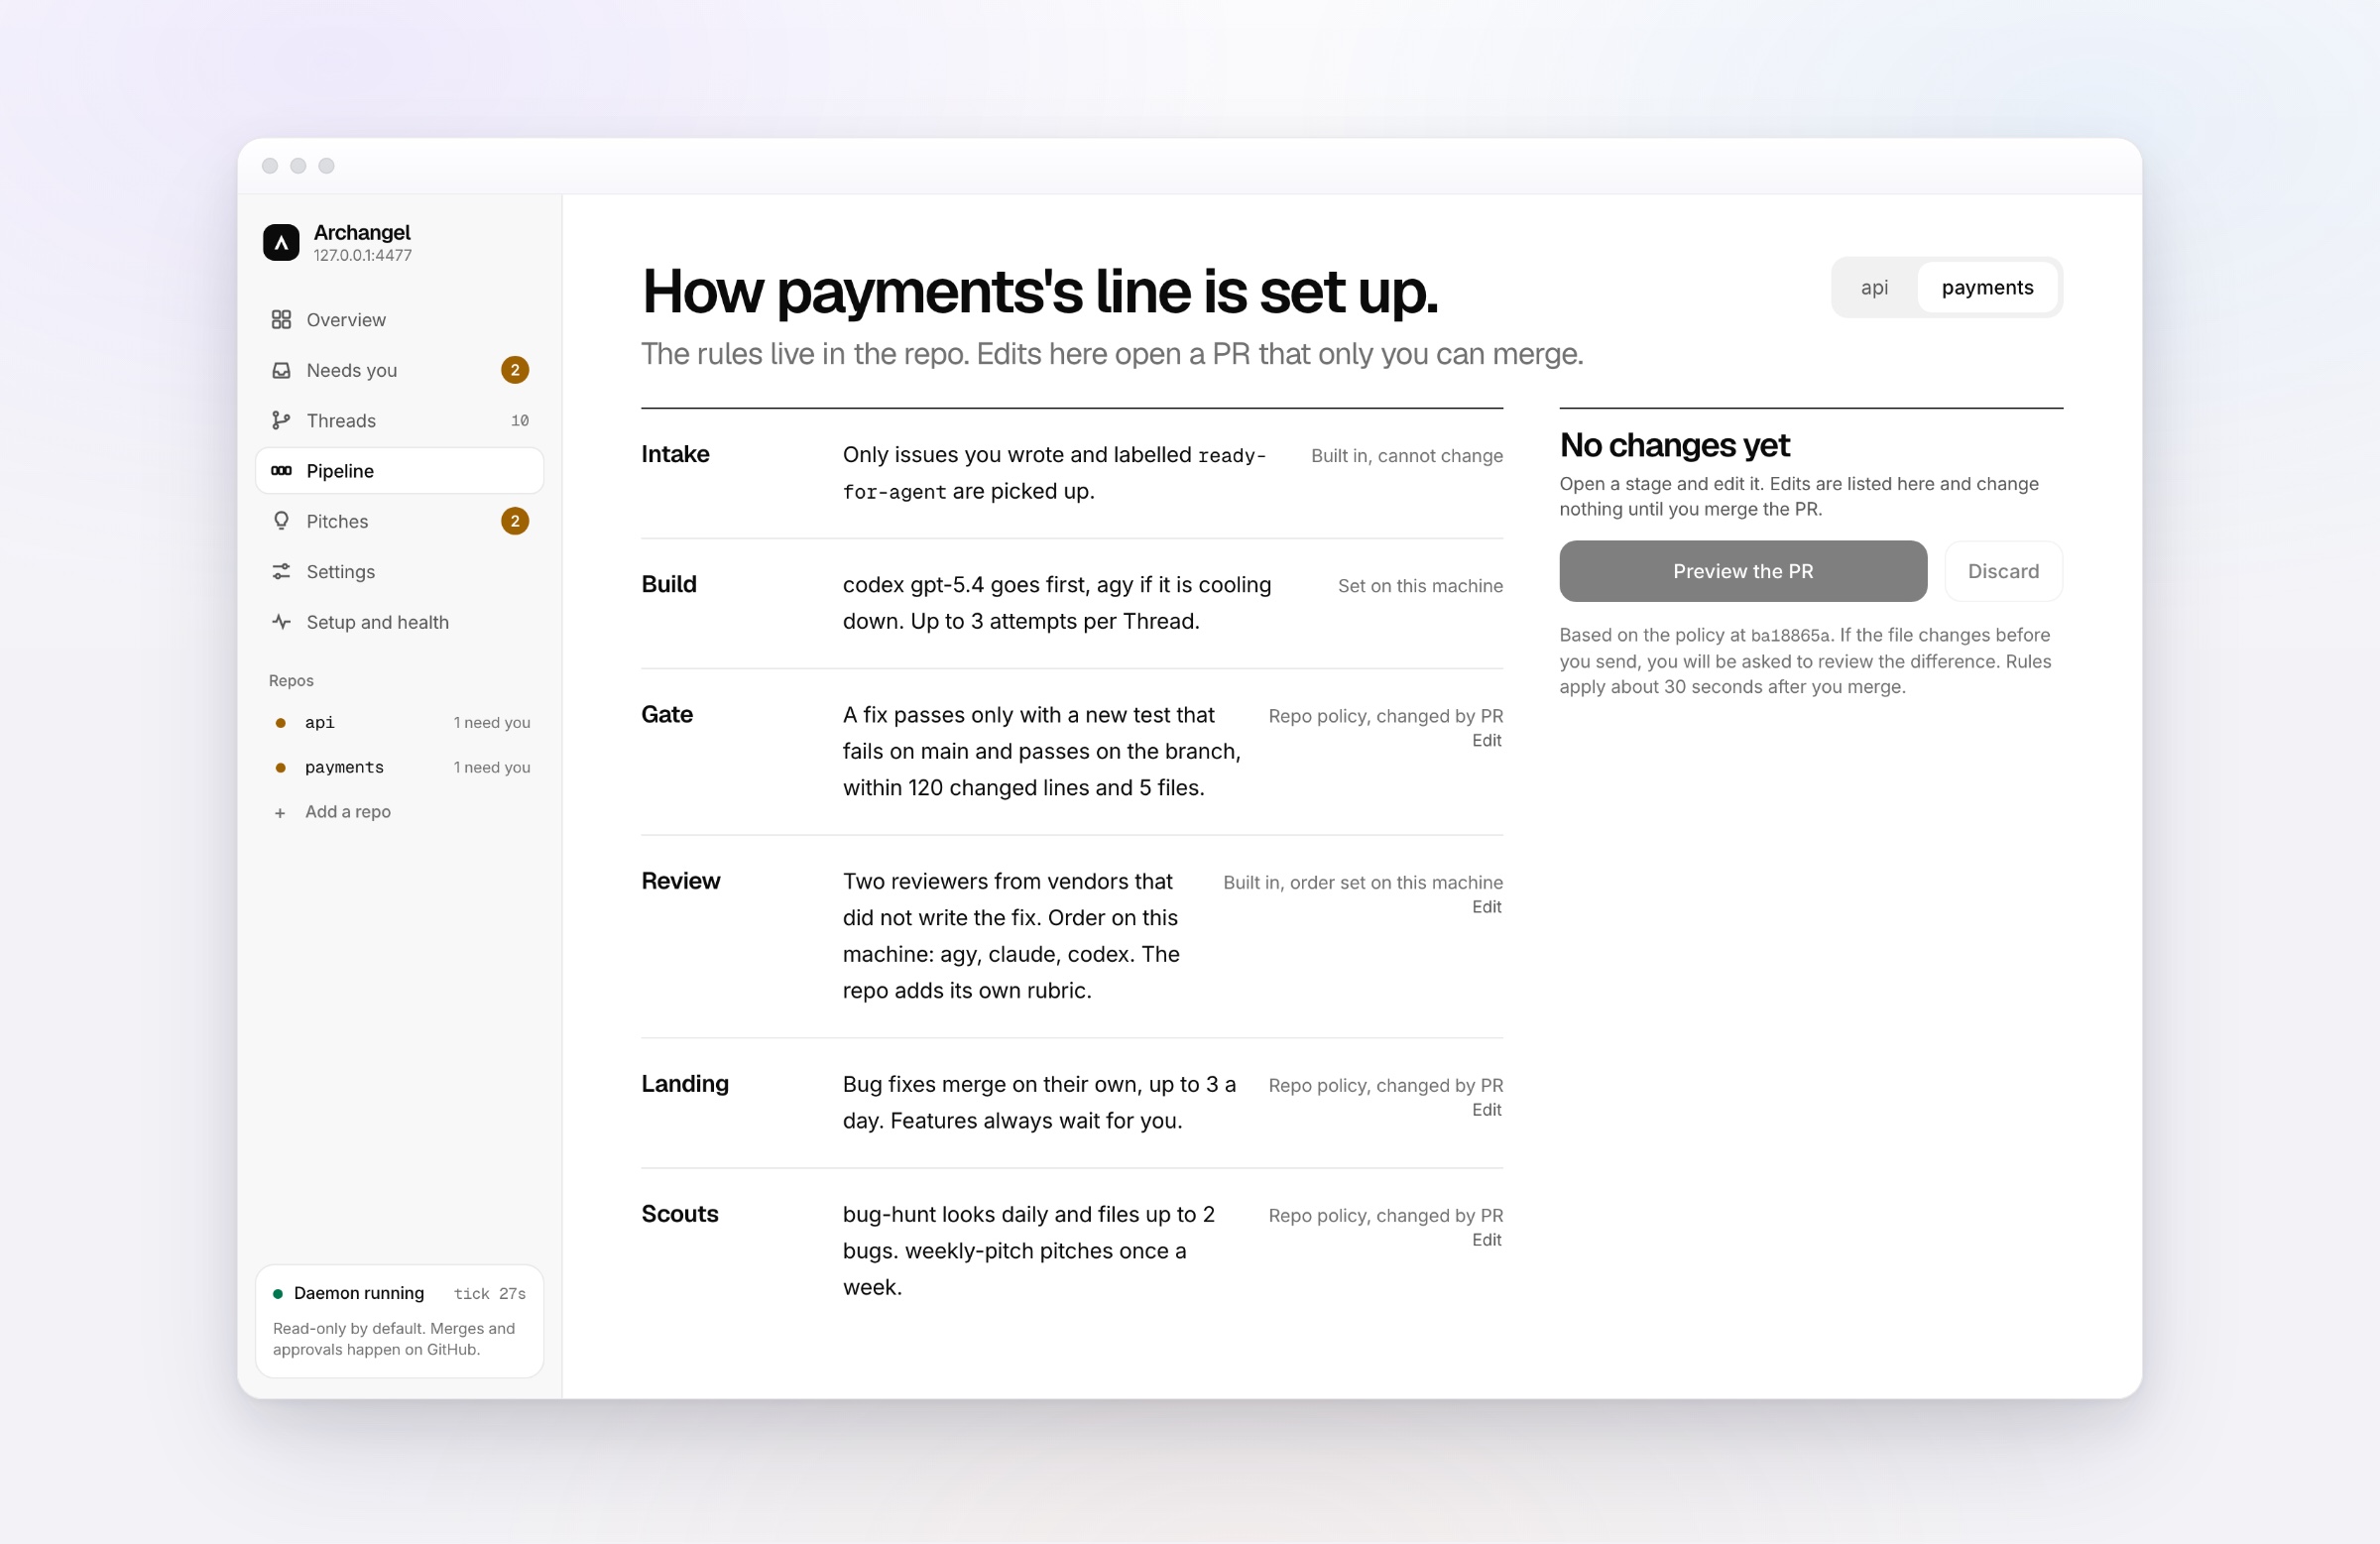 Archangel
127.0.0.1:4477
Overview
Needs you 2
Threads 10
Pipeline
Pitches 2
Settings
Setup and health
Repos
api 1 need you
payments 1 need you
+ Add a repo
Daemon running tick 27s
Read-only by default. Merges and
approvals happen on GitHub.
How payments's line is set up.
api payments
The rules live in the repo. Edits here open a PR that only you can merge.
Intake
Only issues you wrote and labelled ready-
for-agent are picked up.
Built in, cannot change
Build
codex gpt-5.4 goes first, agy if it is cooling
down. Up to 3 attempts per Thread.
Set on this machine
Gate
A fix passes only with a new test that
fails on main and passes on the branch,
within 120 changed lines and 5 files.
Repo policy, changed by PR
Edit
Review
Two reviewers from vendors that
did not write the fix. Order on this
machine: agy, claude, codex. The
repo adds its own rubric.
Built in, order set on this machine
Edit
Landing
Bug fixes merge on their own, up to 3 a
day. Features always wait for you.
Repo policy, changed by PR
Edit
Scouts
bug-hunt looks daily and files up to 2
bugs. weekly-pitch pitches once a
week.
Repo policy, changed by PR
Edit
No changes yet
Open a stage and edit it. Edits are listed here and change
nothing until you merge the PR.
Preview the PR Discard
Based on the policy at ba18865a. If the file changes before
you send, you will be asked to review the difference. Rules
apply about 30 seconds after you merge.